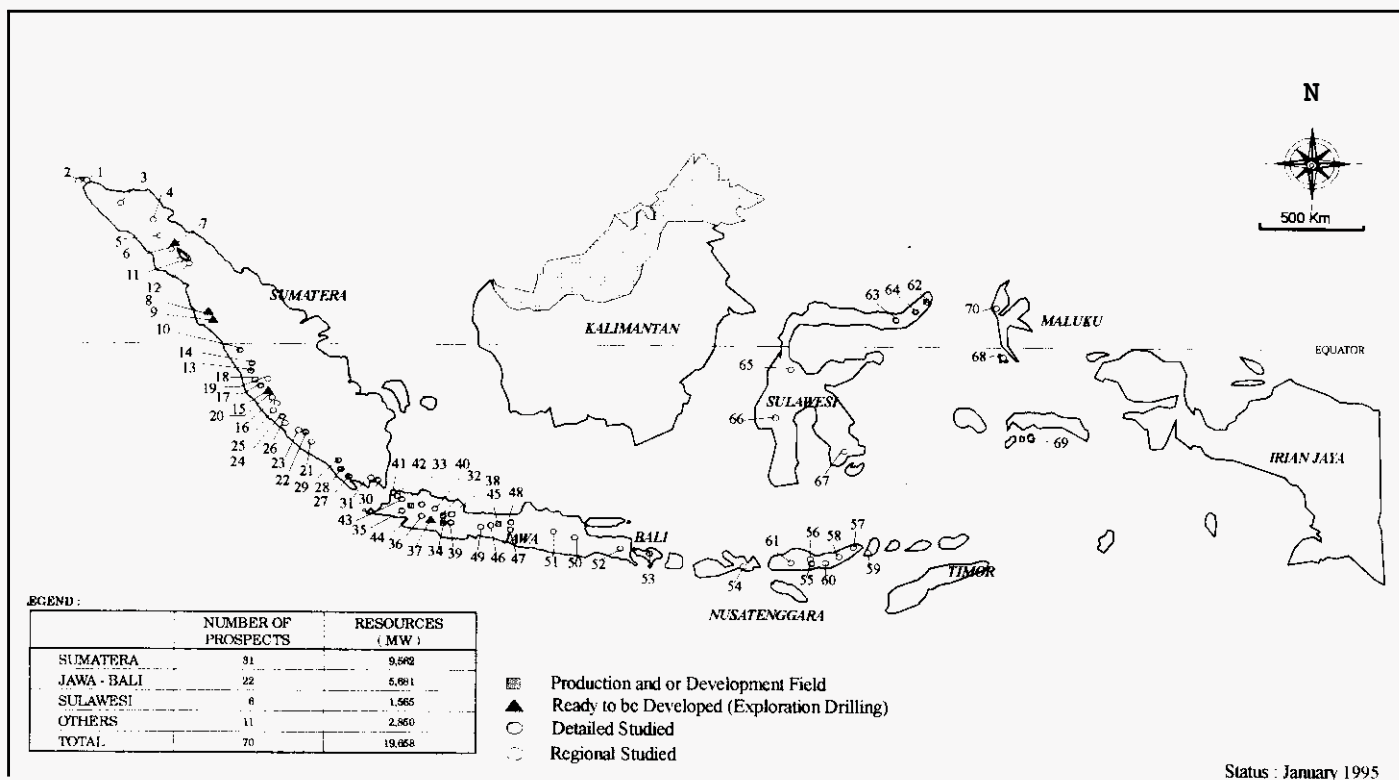 N
500 Km
2 1 3
4
7
5
6
11
12
8
9
10
14
13
18
19
17
15
20
16
25
26
24
23
22
21
29
28
27
31
30
SUMATERA
KALIMANTAN
63 64 62
65
SULAWESI
66
67
70
MALUKU
68
69
EQUATOR
IRIAN JAYA
41 42 33 40
32 38
45 48
43
35
44
36
37
34
39
49 46 47
JAWA
51 50 52
BALI
53
54
61 56 58 57
55 60 59
TIMOR
NUSATENGGARA
EGEND :
NUMBER OF PROSPECTS RESOURCES ( MW )
SUMATERA 31 9,562
JAWA - BALI 22 5,681
SULAWESI 6 1,565
OTHERS 11 2,850
TOTAL 70 19,658
Production and or Development Field
Ready to be Developed (Exploration Drilling)
Detailed Studied
Regional Studied
Status : January 1995